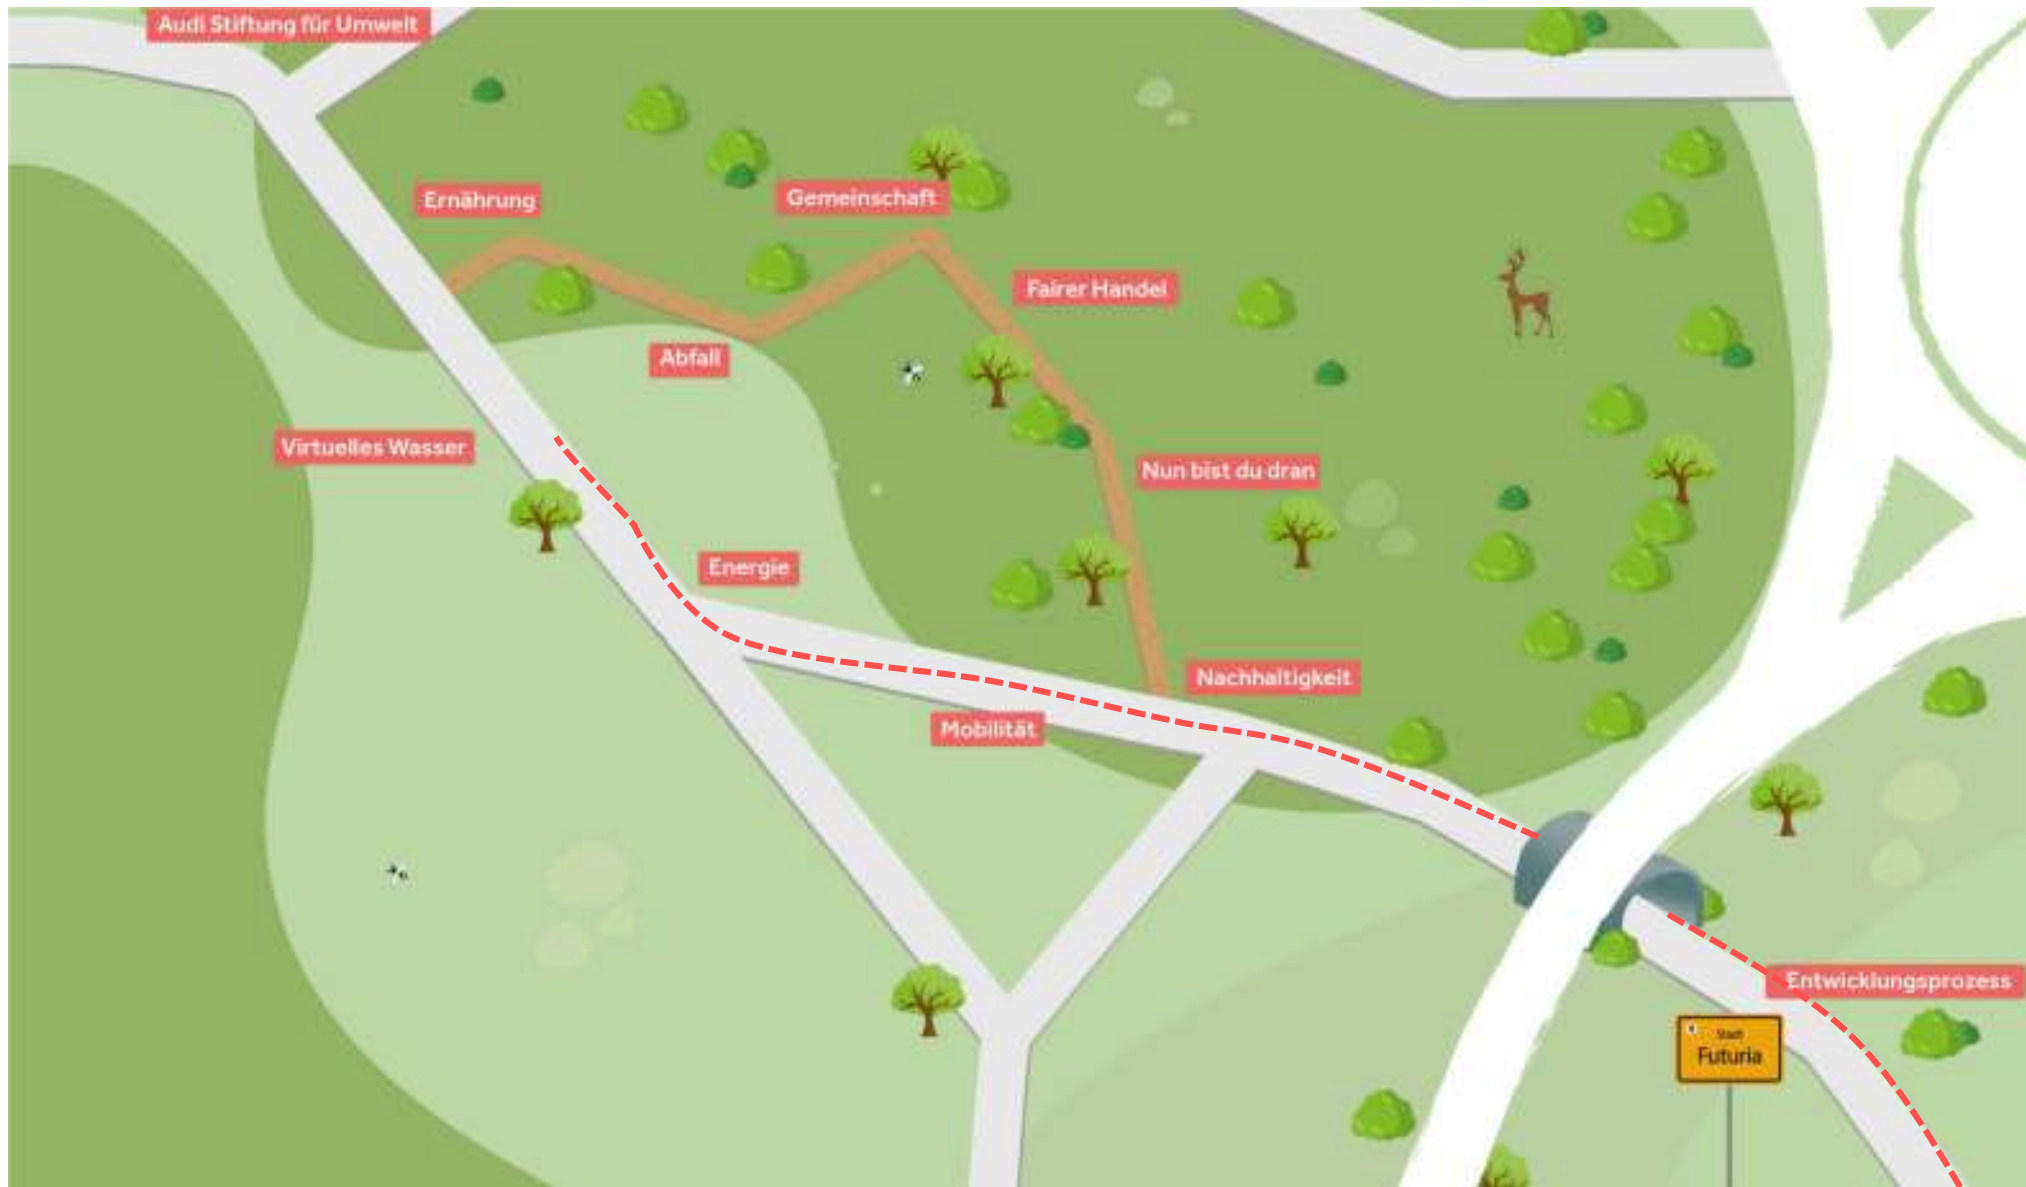 Audi Stiftung für Umwelt
Ernährung
Gemeinschaft
Fairer Handel
Abfall
Virtuelles Wasser
Nun bist du dran
Energie
Nachhaltigkeit
Mobilität
Entwicklungsprozess
Stadt
Futuria